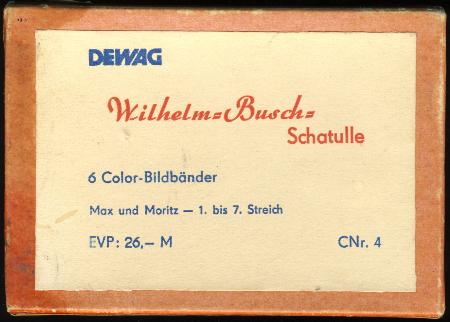 DEWAG
Wilhelm=Busch=
Schatulle
6 Color-Bildbänder
Max und Moritz — 1. bis 7. Streich
EVP: 26,– M CNr. 4